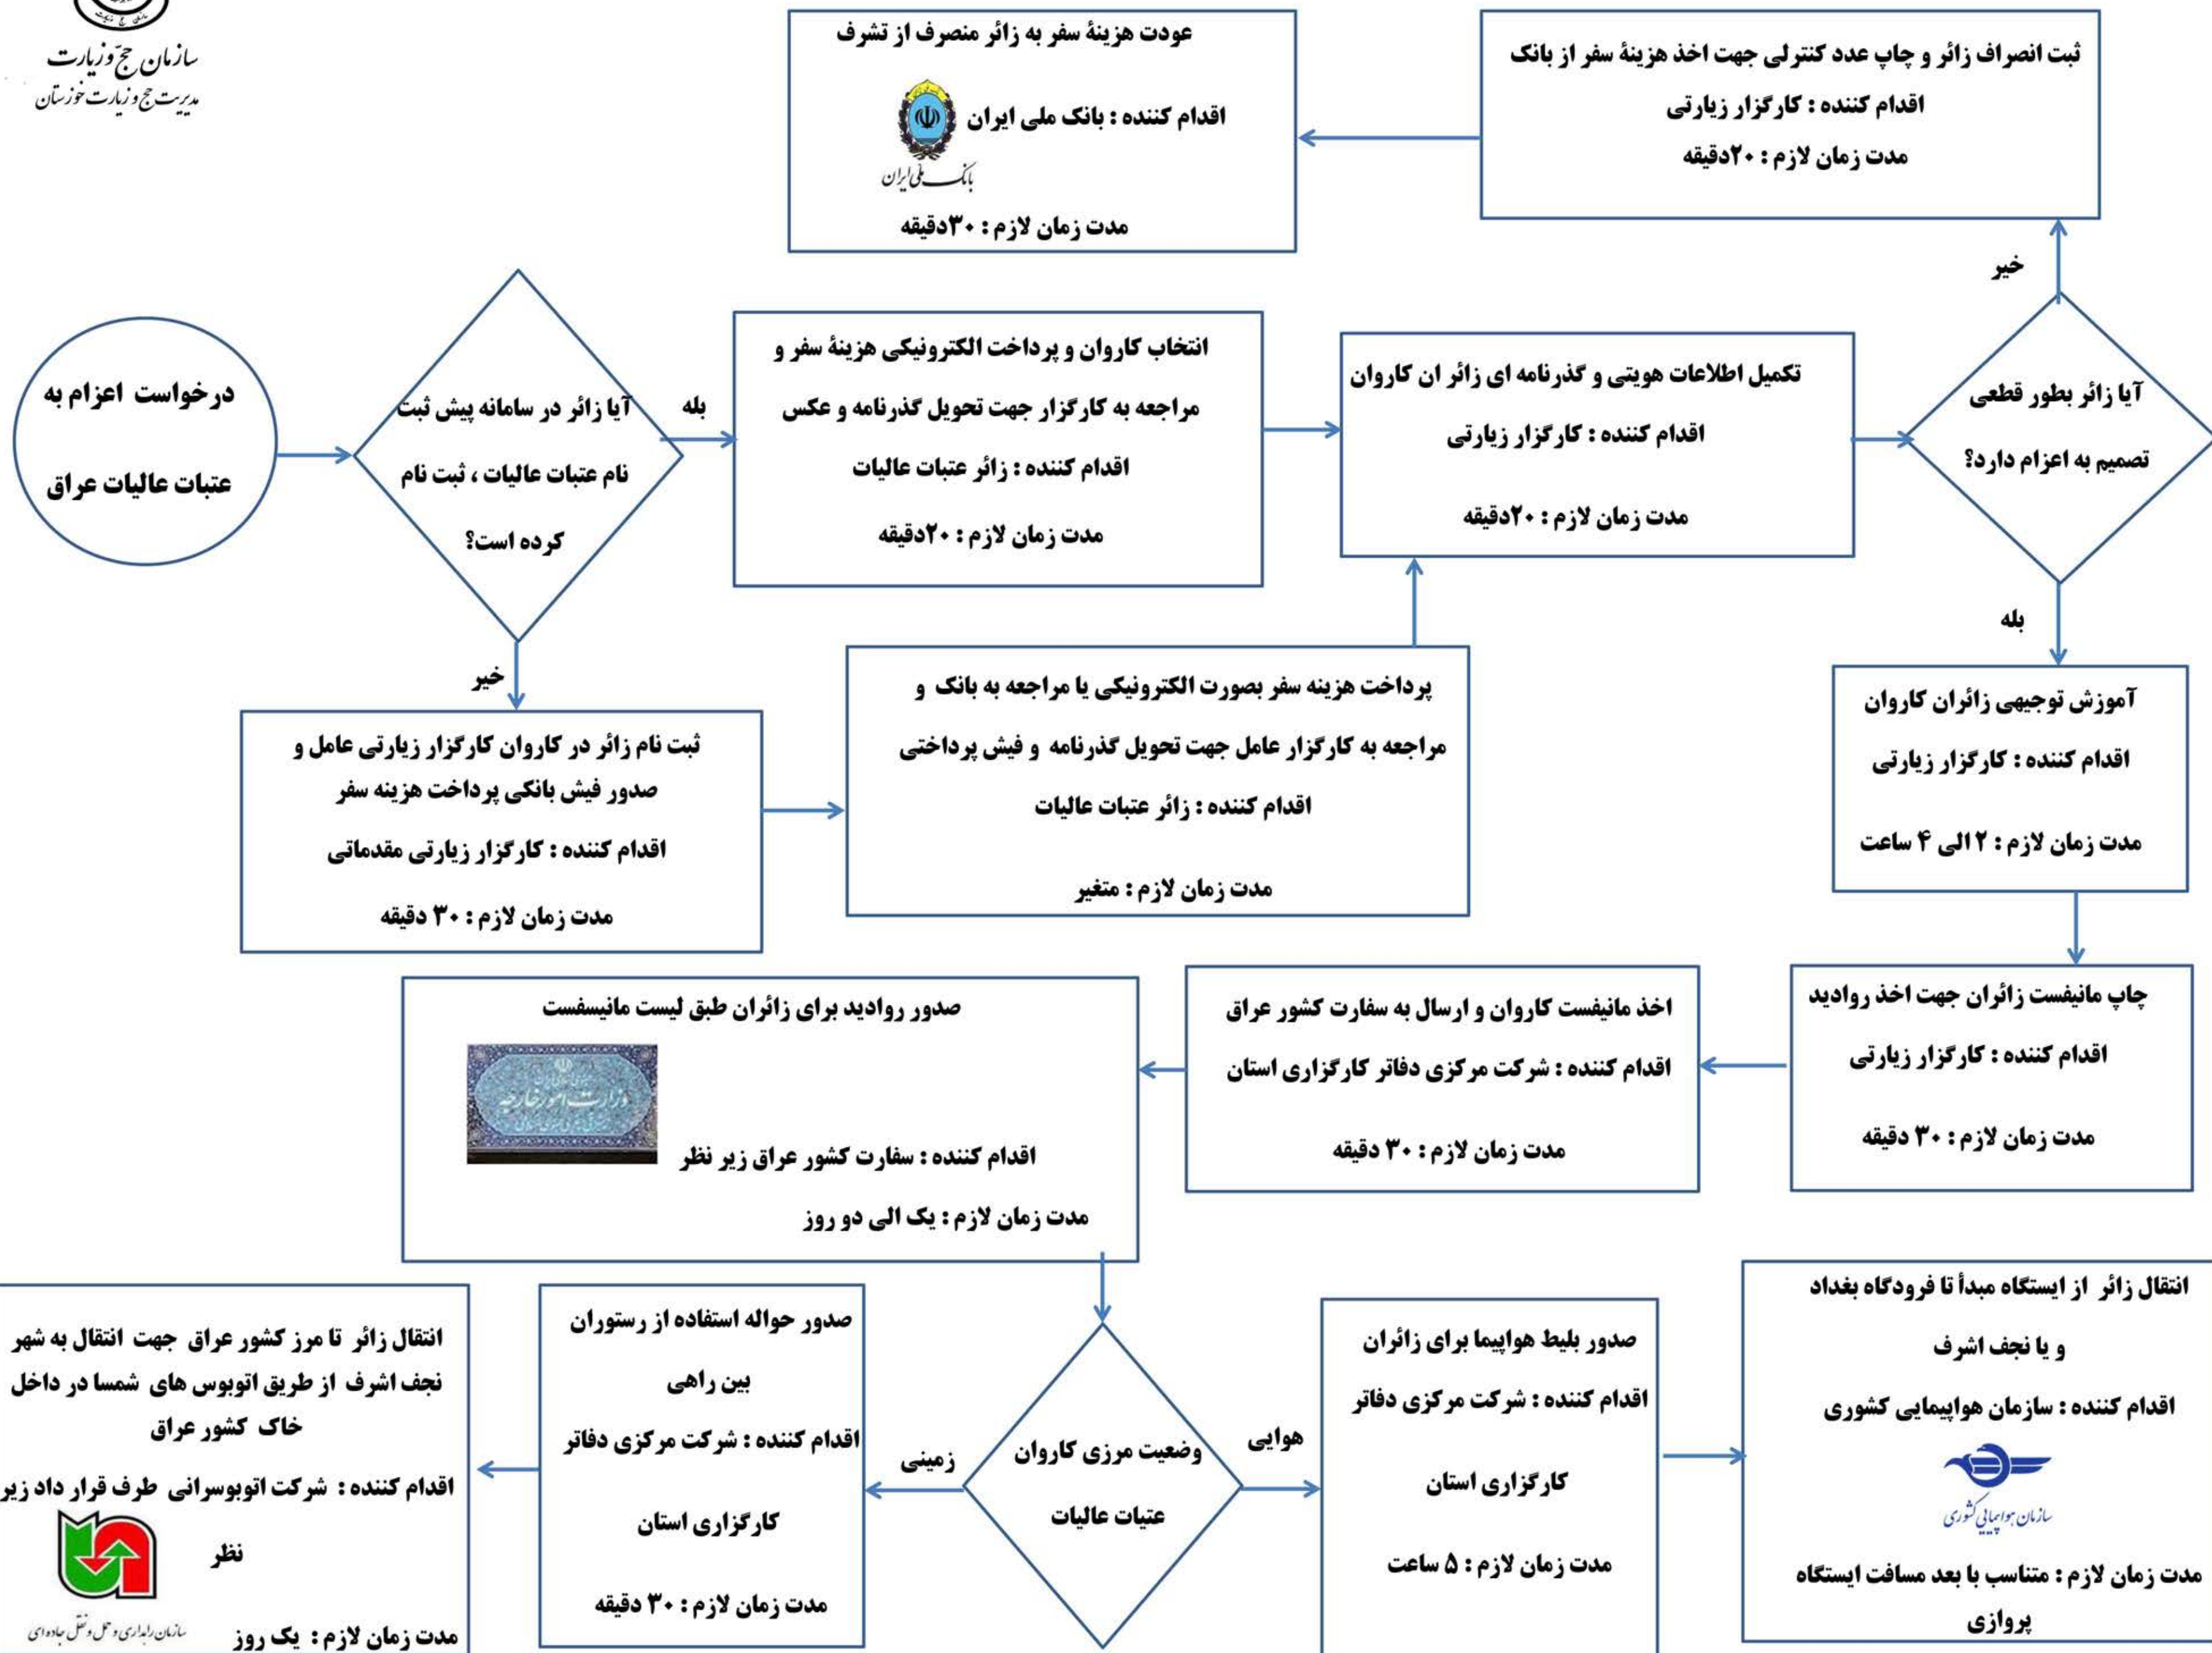 سازمان حج و زیارت
مدیریت حج و زیارت خوزستان
درخواست اعزام به
عتبات عالیات عراق
آیا زائر در سامانه پیش ثبت
نام عتبات عالیات ، ثبت نام
کرده است؟
بله
انتخاب کاروان و پرداخت الکترونیکی هزینهٔ سفر و
مراجعه به کارگزار جهت تحویل گذرنامه و عکس
اقدام کننده : زائر عتبات عالیات
مدت زمان لازم : ۲۰دقیقه
خیر
ثبت نام زائر در کاروان کارگزار زیارتی عامل و
صدور فیش بانکی پرداخت هزینه سفر
اقدام کننده : کارگزار زیارتی مقدماتی
مدت زمان لازم : ۳۰ دقیقه
پرداخت هزینه سفر بصورت الکترونیکی یا مراجعه به بانک و
مراجعه به کارگزار عامل جهت تحویل گذرنامه و فیش پرداختی
اقدام کننده : زائر عتبات عالیات
مدت زمان لازم : متغیر
تکمیل اطلاعات هویتی و گذرنامه ای زائر ان کاروان
اقدام کننده : کارگزار زیارتی
مدت زمان لازم : ۲۰دقیقه
آیا زائر بطور قطعی
تصمیم به اعزام دارد؟
خیر
ثبت انصراف زائر و چاپ عدد کنترلی جهت اخذ هزینهٔ سفر از بانک
اقدام کننده : کارگزار زیارتی
مدت زمان لازم : ۲۰دقیقه
عودت هزینهٔ سفر به زائر منصرف از تشرف
اقدام کننده : بانک ملی ایران
بانک ملی ایران
مدت زمان لازم : ۳۰دقیقه
بله
آموزش توجیهی زائران کاروان
اقدام کننده : کارگزار زیارتی
مدت زمان لازم : ۲ الی ۴ ساعت
چاپ مانیفست زائران جهت اخذ روادید
اقدام کننده : کارگزار زیارتی
مدت زمان لازم : ۳۰ دقیقه
اخذ مانیفست کاروان و ارسال به سفارت کشور عراق
اقدام کننده : شرکت مرکزی دفاتر کارگزاری استان
مدت زمان لازم : ۳۰ دقیقه
صدور روادید برای زائران طبق لیست مانیسفست
وزارت امور خارجه
اقدام کننده : سفارت کشور عراق زیر نظر
مدت زمان لازم : یک الی دو روز
وضعیت مرزی کاروان
عتیات عالیات
هوایی
صدور بلیط هواپیما برای زائران
اقدام کننده : شرکت مرکزی دفاتر
کارگزاری استان
مدت زمان لازم : ۵ ساعت
انتقال زائر از ایستگاه مبدأ تا فرودگاه بغداد
و یا نجف اشرف
اقدام کننده : سازمان هواپیمایی کشوری
سازمان هواپیمایی کشوری
مدت زمان لازم : متناسب با بعد مسافت ایستگاه
پروازی
زمینی
صدور حواله استفاده از رستوران
بین راهی
اقدام کننده : شرکت مرکزی دفاتر
کارگزاری استان
مدت زمان لازم : ۳۰ دقیقه
انتقال زائر تا مرز کشور عراق جهت انتقال به شهر
نجف اشرف از طریق اتوبوس های شمسا در داخل
خاک کشور عراق
اقدام کننده : شرکت اتوبوسرانی طرف قرار داد زیر
نظر
سازمان راهداری و حمل و نقل جاده ای
مدت زمان لازم : یک روز